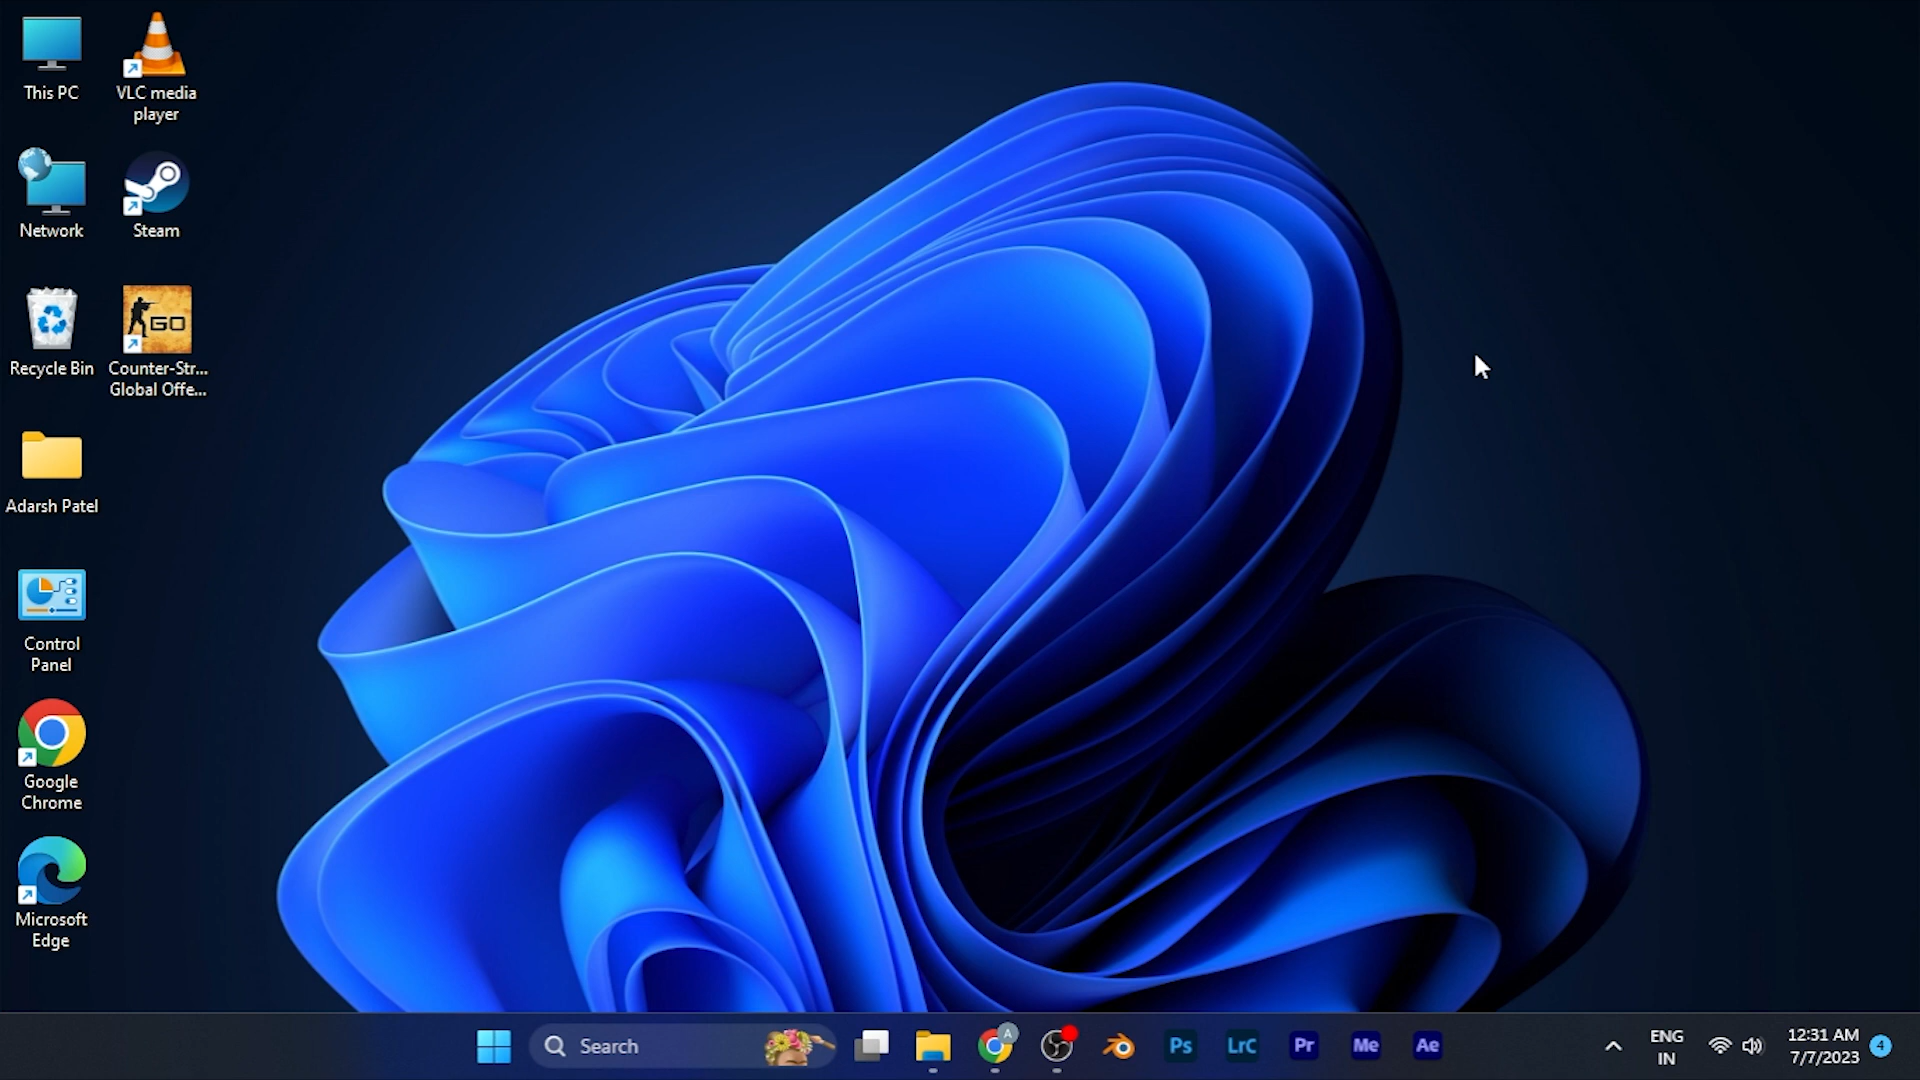 This PC
VLC media
player
Network
Steam
Recycle Bin
GO
Counter-Str...
Global Offe...
Adarsh Patel
Control
Panel
Google
Chrome
Microsoft
Edge
Search
A
Ps
LrC
Pr
Me
Ae
ENG
IN
12:31 AM
7/7/2023
4